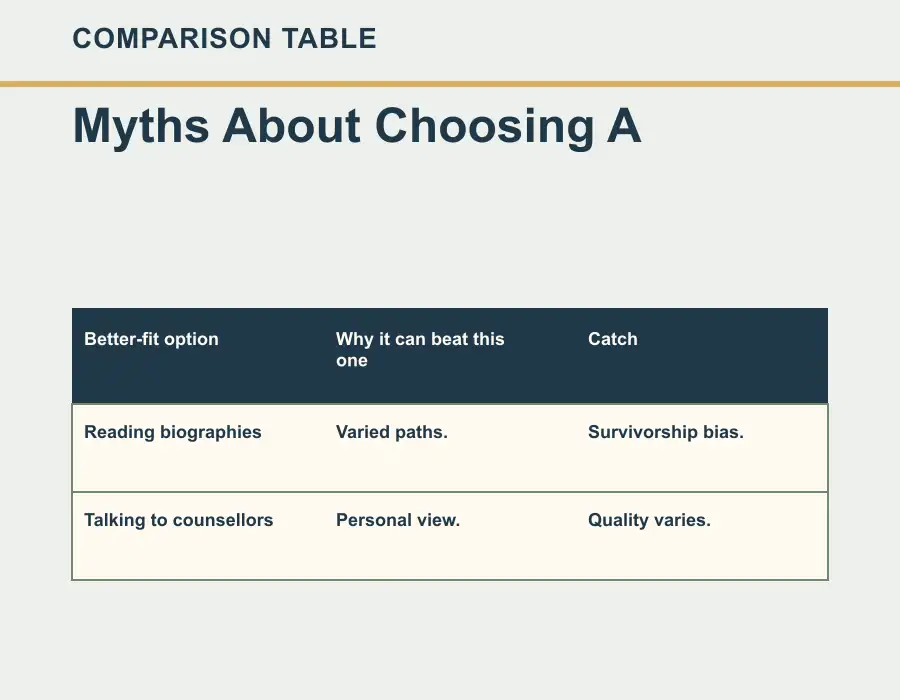 COMPARISON TABLE
Myths About Choosing A
Better-fit option
Why it can beat this
one
Catch
Reading biographies
Varied paths.
Survivorship bias.
Talking to counsellors
Personal view.
Quality varies.